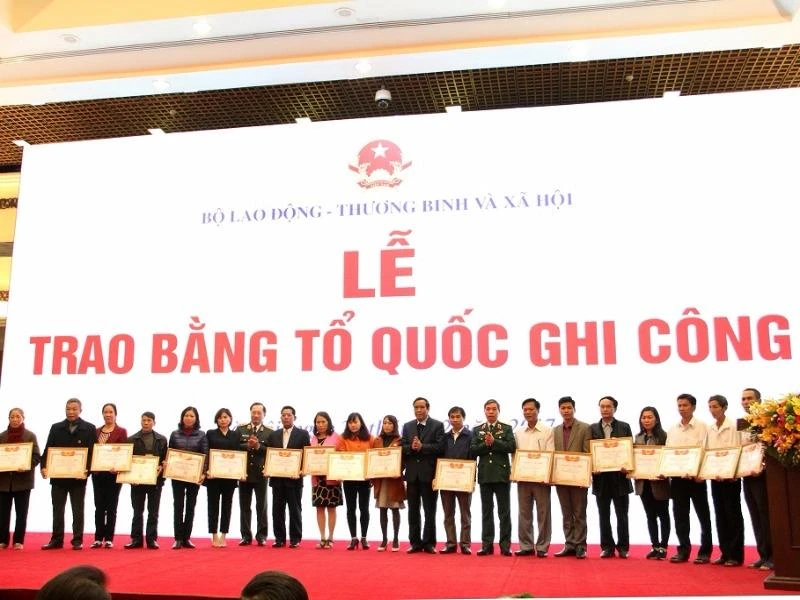 BỘ LAO ĐỘNG - THƯƠNG BINH VÀ XÃ HỘI
LỄ
TRAO BẰNG TỔ QUỐC GHI CÔNG